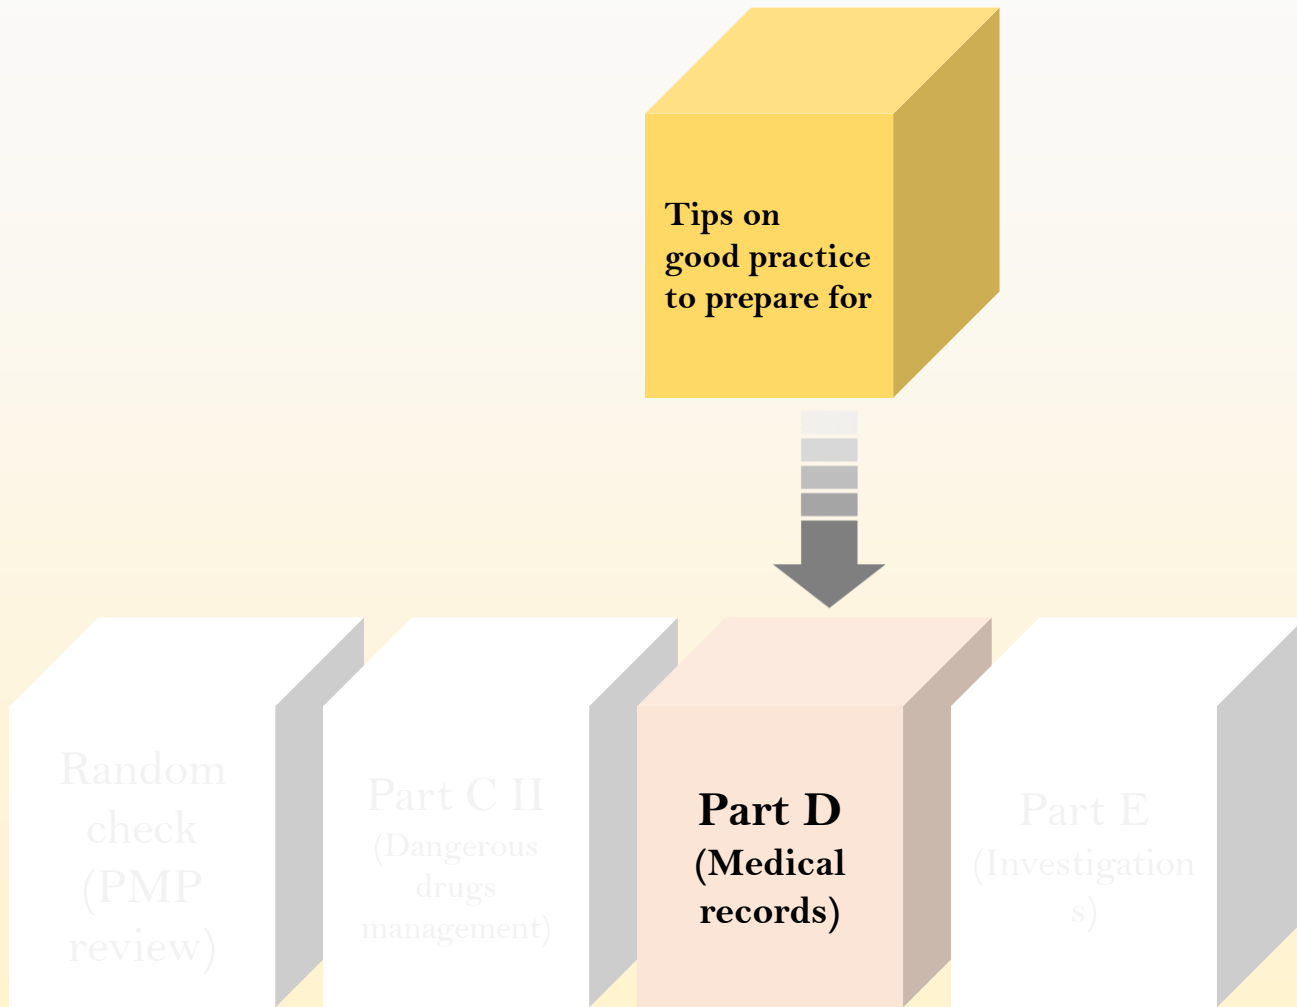 Tips on
good practice
to prepare for
Random
check
(PMP
review)
Part C II
(Dangerous
drugs
management)
Part D
(Medical
records)
Part E
(Investigation
s)